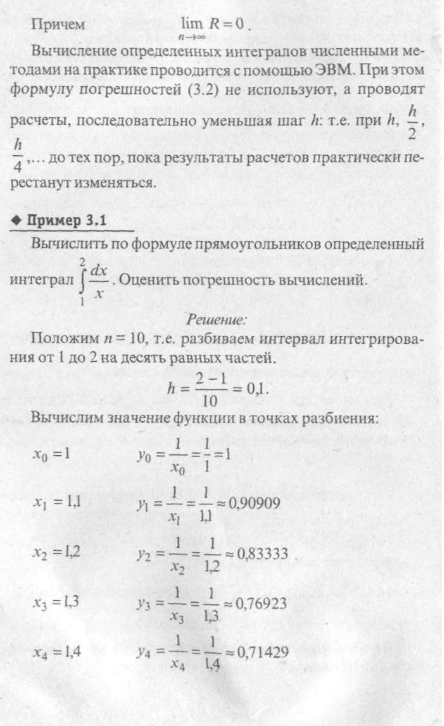 Причем lim R = 0 .
n→∞
Вычисление определенных интегралов численными ме-
тодами на практике проводится с помощью ЭВМ. При этом
формулу погрешностей (3.2) не используют, а проводят
расчеты, последовательно уменьшая шаг h: т.е. при h, h/2 ,
h/4 ,... до тех пор, пока результаты расчетов практически пе-
рестанут изменяться.
◆ Пример 3.1
Вычислить по формуле прямоугольников определенный
интеграл ∫₁² dx/x . Оценить погрешность вычислений.
Решение:
Положим n = 10, т.е. разбиваем интервал интегрирова-
ния от 1 до 2 на десять равных частей.
h = (2 − 1)/10 = 0,1.
Вычислим значение функции в точках разбиения:
x₀ = 1 y₀ = 1/x₀ = 1/1 = 1
x₁ = 1,1 y₁ = 1/x₁ = 1/1,1 ≈ 0,90909
x₂ = 1,2 y₂ = 1/x₂ = 1/1,2 ≈ 0,83333
x₃ = 1,3 y₃ = 1/x₃ = 1/1,3 ≈ 0,76923
x₄ = 1,4 y₄ = 1/x₄ = 1/1,4 ≈ 0,71429